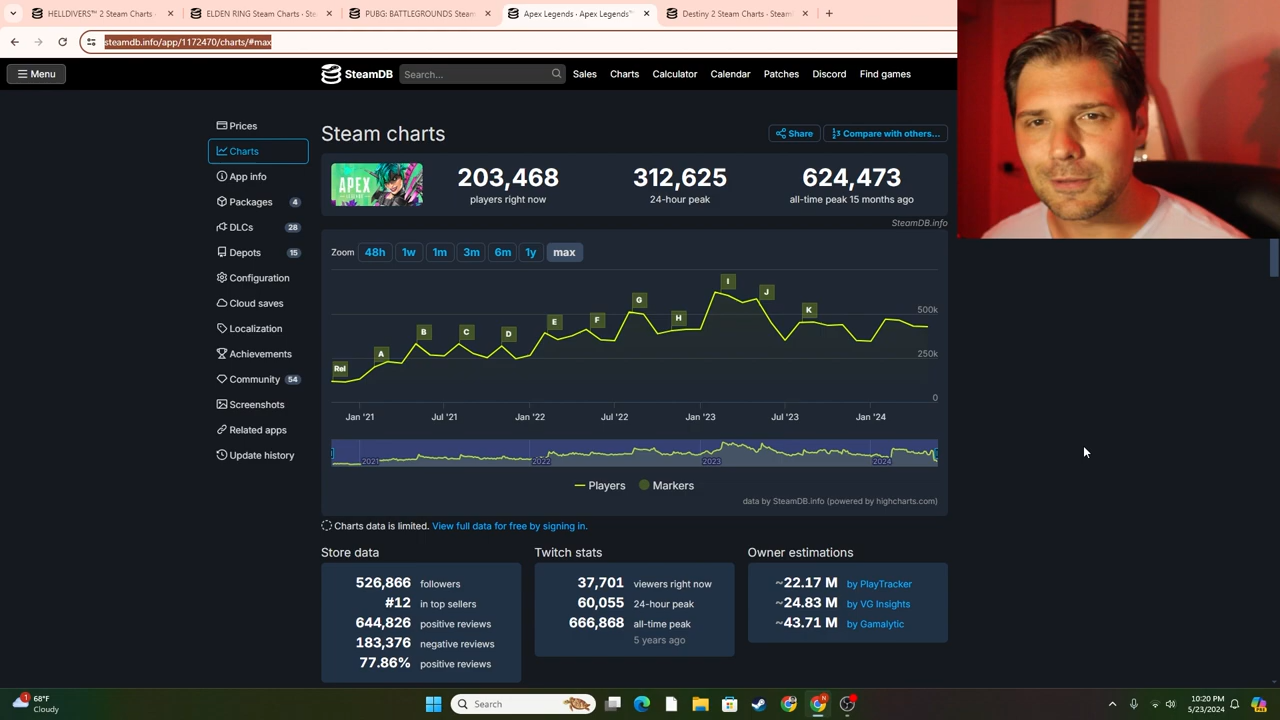 HELLDIVERS™ 2 Steam Charts ·
ELDEN RING Steam Charts · Ste
PUBG: BATTLEGROUNDS Steam
Apex Legends · Apex Legends™
Destiny 2 Steam Charts · Steam
steamdb.info/app/1172470/charts/#max
Menu
SteamDB
Search...
Sales
Charts
Calculator
Calendar
Patches
Discord
Find games
Prices
Charts
App info
Packages 4
DLCs 28
Depots 15
Configuration
Cloud saves
Localization
Achievements
Community 54
Screenshots
Related apps
Update history
Steam charts
Share
Compare with others...
APEX
203,468
players right now
312,625
24-hour peak
624,473
all-time peak 15 months ago
SteamDB.info
Zoom 48h 1w 1m 3m 6m 1y max
Rel A B C D E F G H I J K
500k
250k
0
Jan '21 Jul '21 Jan '22 Jul '22 Jan '23 Jul '23 Jan '24
2021 2022 2023 2024
Players Markers
data by SteamDB.info (powered by highcharts.com)
Charts data is limited. View full data for free by signing in.
Store data
526,866 followers
#12 in top sellers
644,826 positive reviews
183,376 negative reviews
77.86% positive reviews
Twitch stats
37,701 viewers right now
60,055 24-hour peak
666,868 all-time peak
5 years ago
Owner estimations
~22.17 M by PlayTracker
~24.83 M by VG Insights
~43.71 M by Gamalytic
1
68°F
Cloudy
Search
10:20 PM
5/23/2024